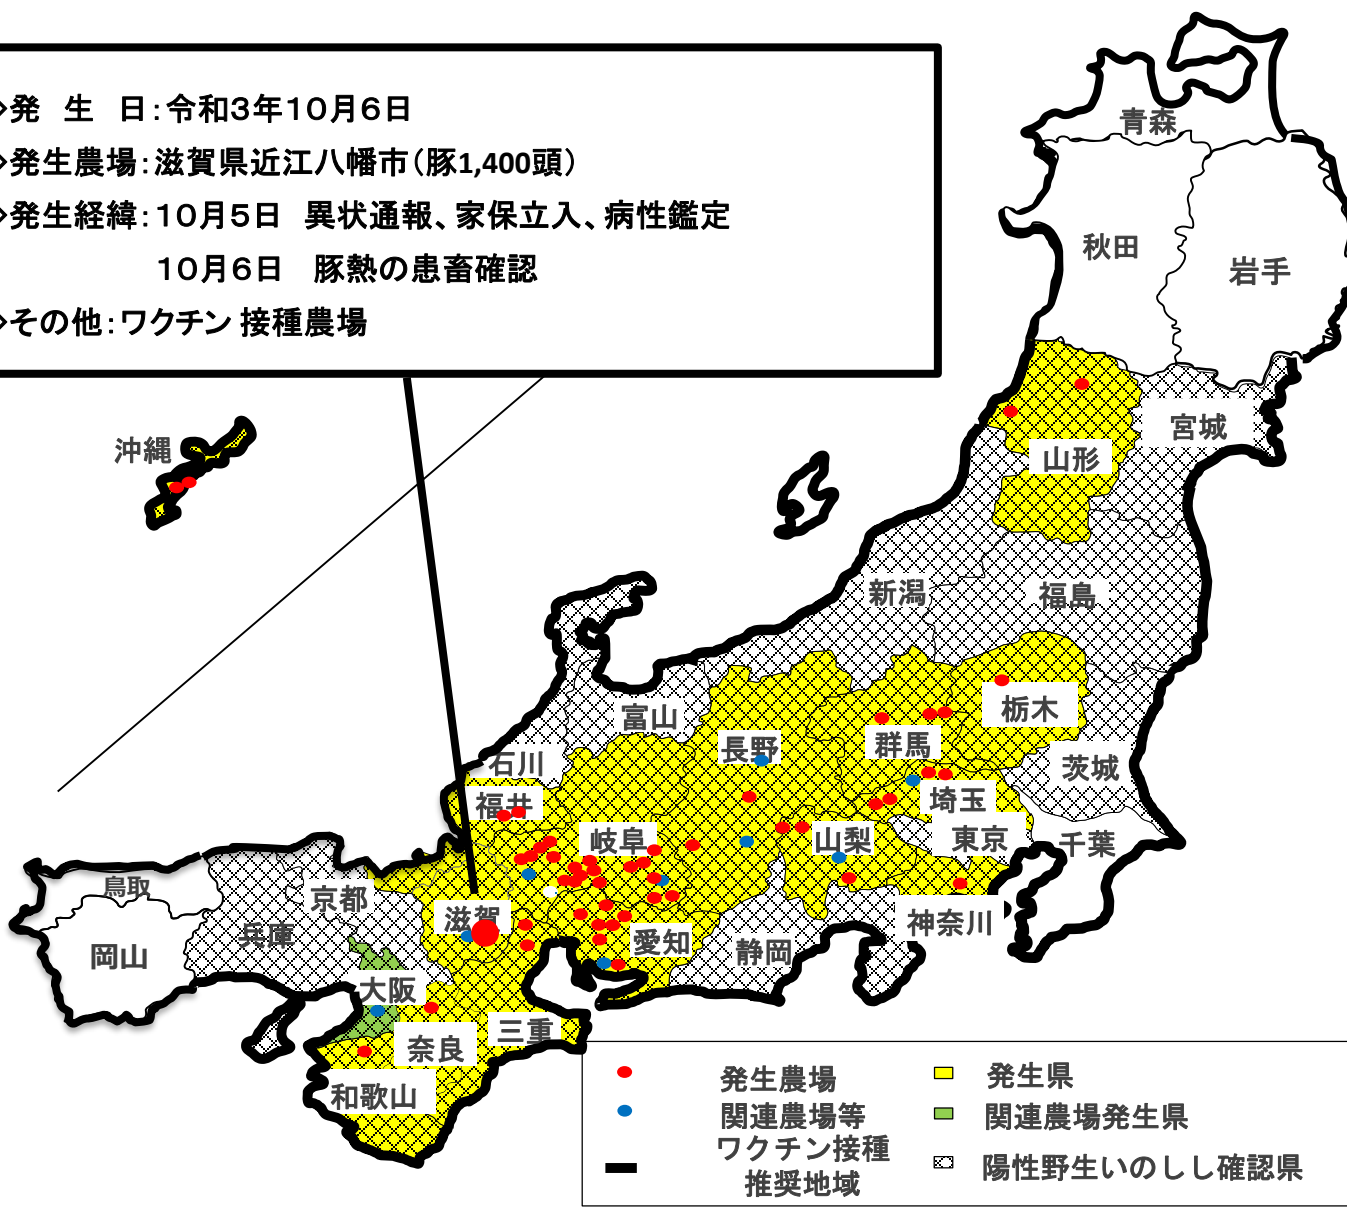 発 生 日：令和3年10月6日
発生農場：滋賀県近江八幡市（豚1,400頭）
発生経緯：10月5日 異状通報、家保立入、病性鑑定
10月6日 豚熱の患畜確認
その他：ワクチン 接種農場
青森
秋田
岩手
沖縄
山形
宮城
新潟
福島
富山
栃木
石川
長野
群馬
茨城
福井
岐阜
山梨
埼玉
東京
千葉
鳥取
京都
滋賀
岡山
兵庫
愛知
静岡
神奈川
大阪
奈良
三重
和歌山
発生農場
関連農場等
ワクチン接種
推奨地域
発生県
関連農場発生県
陽性野生いのしし確認県